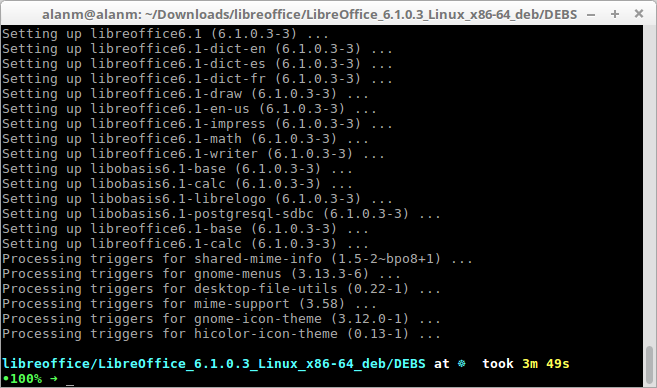 alanm@alanm: ~/Downloads/libreoffice/LibreOffice_6.1.0.3_Linux_x86-64_deb/DEBS
Setting up libreoffice6.1 (6.1.0.3-3) ...
Setting up libreoffice6.1-dict-en (6.1.0.3-3) ...
Setting up libreoffice6.1-dict-es (6.1.0.3-3) ...
Setting up libreoffice6.1-dict-fr (6.1.0.3-3) ...
Setting up libreoffice6.1-draw (6.1.0.3-3) ...
Setting up libreoffice6.1-en-us (6.1.0.3-3) ...
Setting up libreoffice6.1-impress (6.1.0.3-3) ...
Setting up libreoffice6.1-math (6.1.0.3-3) ...
Setting up libreoffice6.1-writer (6.1.0.3-3) ...
Setting up libobasis6.1-base (6.1.0.3-3) ...
Setting up libobasis6.1-calc (6.1.0.3-3) ...
Setting up libobasis6.1-librelogo (6.1.0.3-3) ...
Setting up libobasis6.1-postgresql-sdbc (6.1.0.3-3) ...
Setting up libreoffice6.1-base (6.1.0.3-3) ...
Setting up libreoffice6.1-calc (6.1.0.3-3) ...
Processing triggers for shared-mime-info (1.5-2~bpo8+1) ...
Processing triggers for gnome-menus (3.13.3-6) ...
Processing triggers for desktop-file-utils (0.22-1) ...
Processing triggers for mime-support (3.58) ...
Processing triggers for gnome-icon-theme (3.12.0-1) ...
Processing triggers for hicolor-icon-theme (0.13-1) ...
libreoffice/LibreOffice_6.1.0.3_Linux_x86-64_deb/DEBS at ☸ took 3m 49s
•100% ➜ _